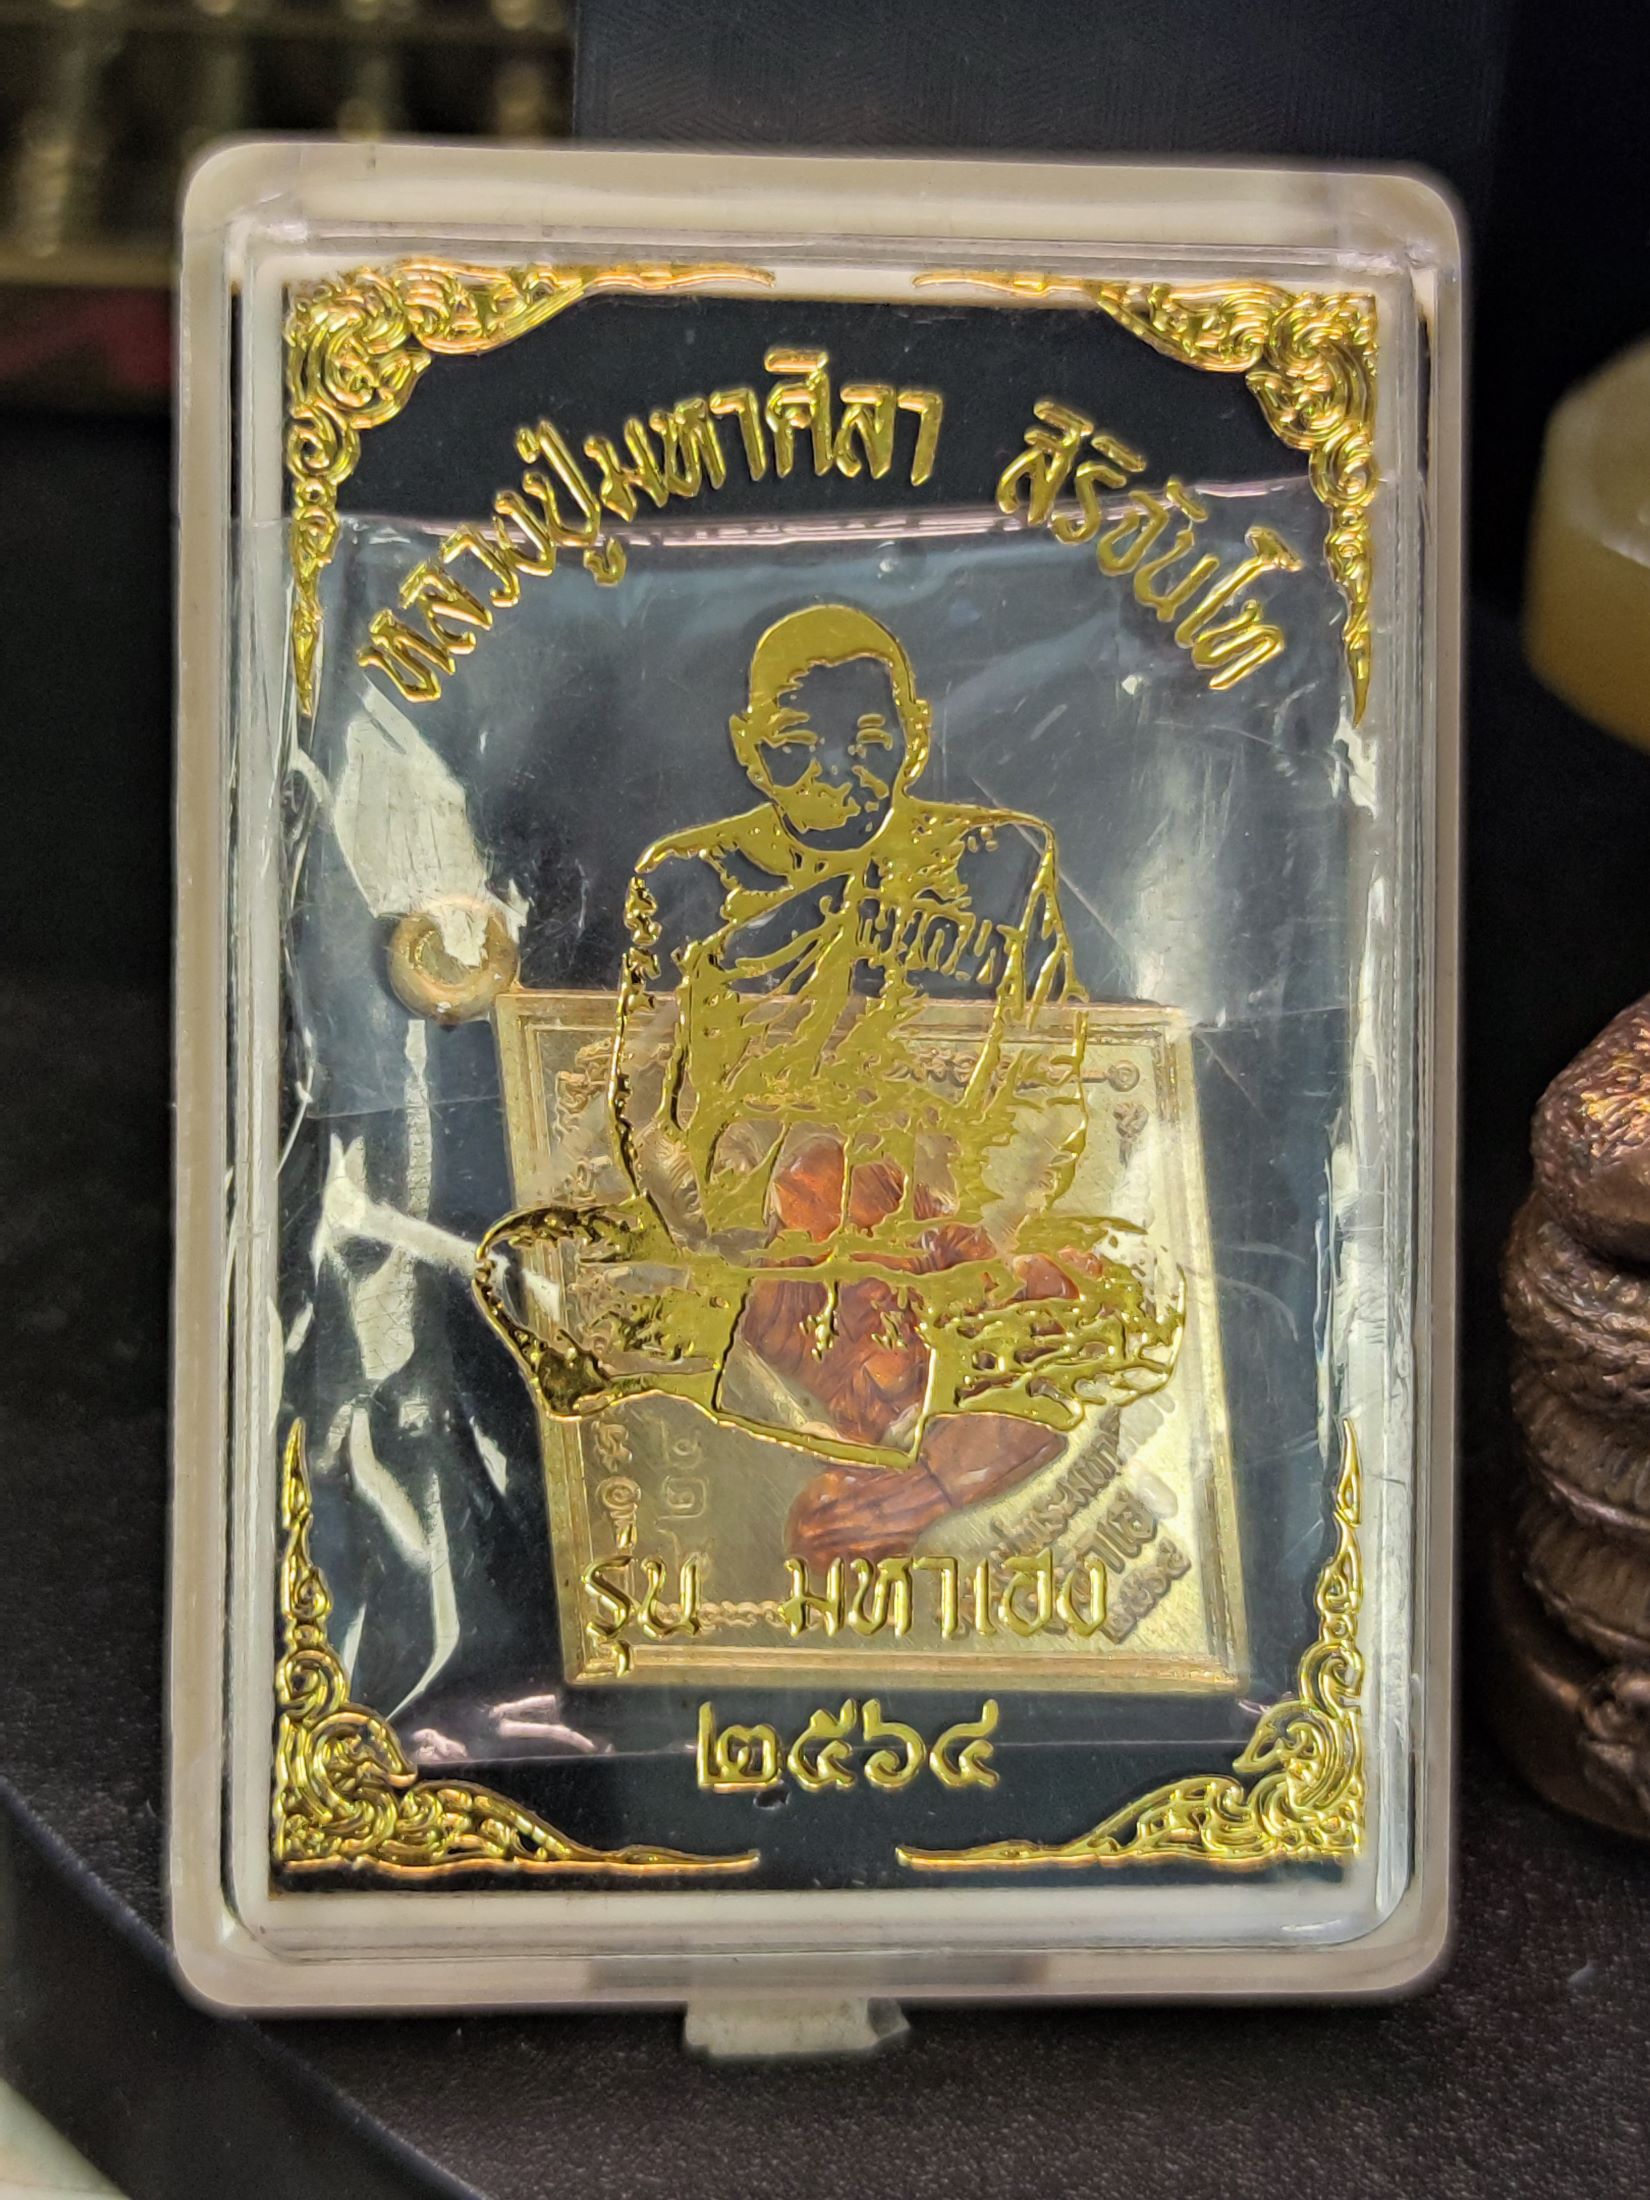 หลวงปู่มหาศิลา สิริจันโท
รุ่น มหาเฮง
๒๕๖๔